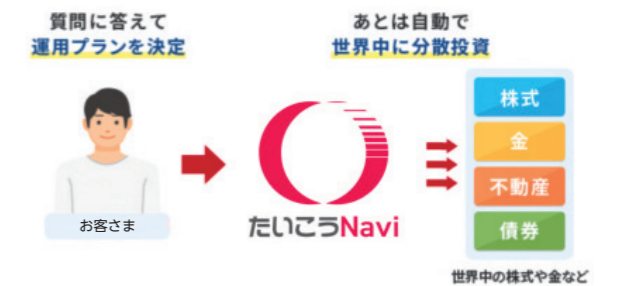 質問に答えて
運用プランを決定
あとは自動で
世界中に分散投資
お客さま
たいこうNavi
株式
金
不動産
債券
世界中の株式や金など